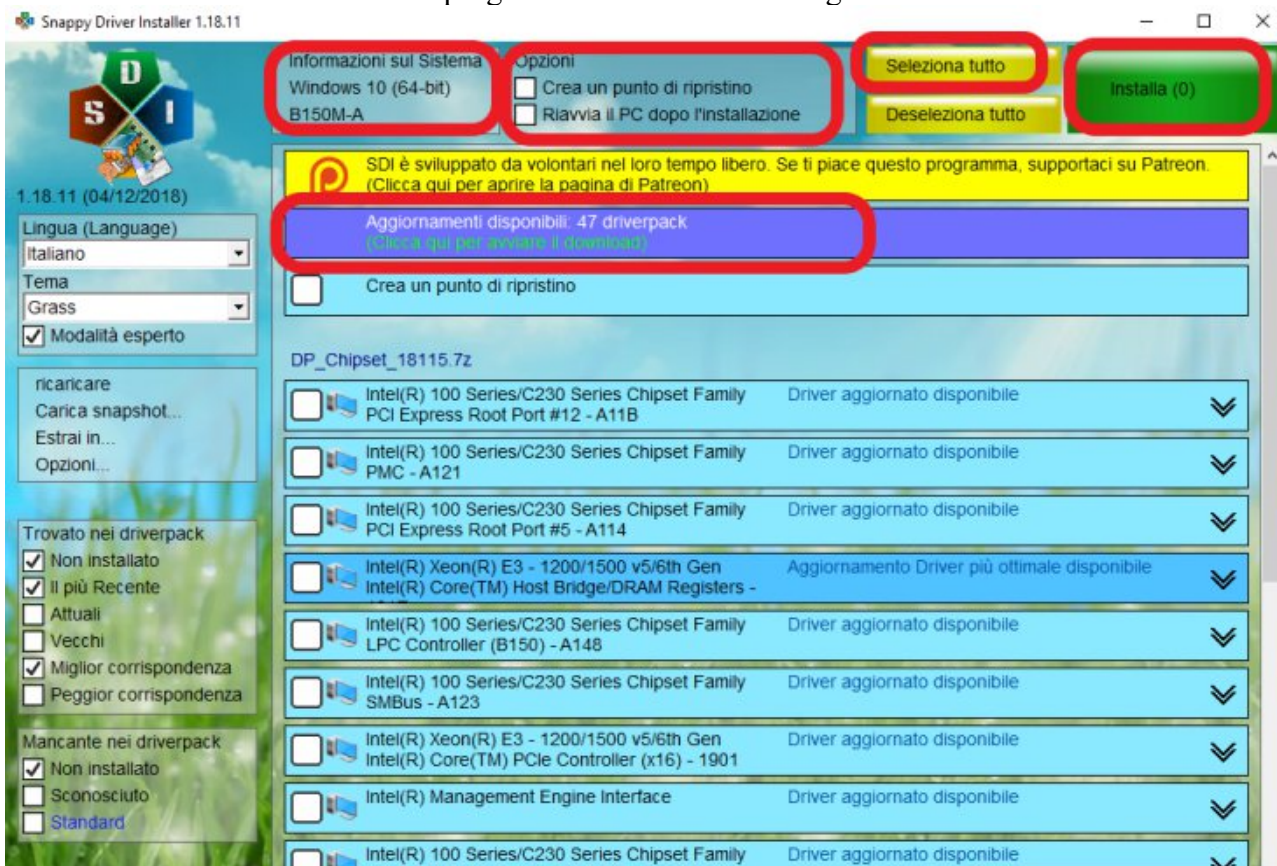 Snappy Driver Installer 1.18.11
D
S
I
1.18.11 (04/12/2018)
Lingua (Language)
Italiano
Tema
Grass
Modalità esperto
ricaricare
Carica snapshot...
Estrai in...
Opzioni...
Trovato nei driverpack
Non installato
Il più Recente
Attuali
Vecchi
Miglior corrispondenza
Peggior corrispondenza
Mancante nei driverpack
Non installato
Sconosciuto
Standard
Informazioni sul Sistema
Windows 10 (64-bit)
B150M-A
Opzioni
Crea un punto di ripristino
Riavvia il PC dopo l'installazione
Seleziona tutto
Deseleziona tutto
Installa (0)
SDI è sviluppato da volontari nel loro tempo libero. Se ti piace questo programma, supportaci su Patreon.
(Clicca qui per aprire la pagina di Patreon)
Aggiornamenti disponibili: 47 driverpack
(Clicca qui per avviare il download)
Crea un punto di ripristino
DP_Chipset_18115.7z
Intel(R) 100 Series/C230 Series Chipset Family
PCI Express Root Port #12 - A11B
Driver aggiornato disponibile
Intel(R) 100 Series/C230 Series Chipset Family
PMC - A121
Driver aggiornato disponibile
Intel(R) 100 Series/C230 Series Chipset Family
PCI Express Root Port #5 - A114
Driver aggiornato disponibile
Intel(R) Xeon(R) E3 - 1200/1500 v5/6th Gen
Intel(R) Core(TM) Host Bridge/DRAM Registers -
Aggiornamento Driver più ottimale disponibile
Intel(R) 100 Series/C230 Series Chipset Family
LPC Controller (B150) - A148
Driver aggiornato disponibile
Intel(R) 100 Series/C230 Series Chipset Family
SMBus - A123
Driver aggiornato disponibile
Intel(R) Xeon(R) E3 - 1200/1500 v5/6th Gen
Intel(R) Core(TM) PCIe Controller (x16) - 1901
Driver aggiornato disponibile
Intel(R) Management Engine Interface
Driver aggiornato disponibile
Intel(R) 100 Series/C230 Series Chipset Family
Driver aggiornato disponibile